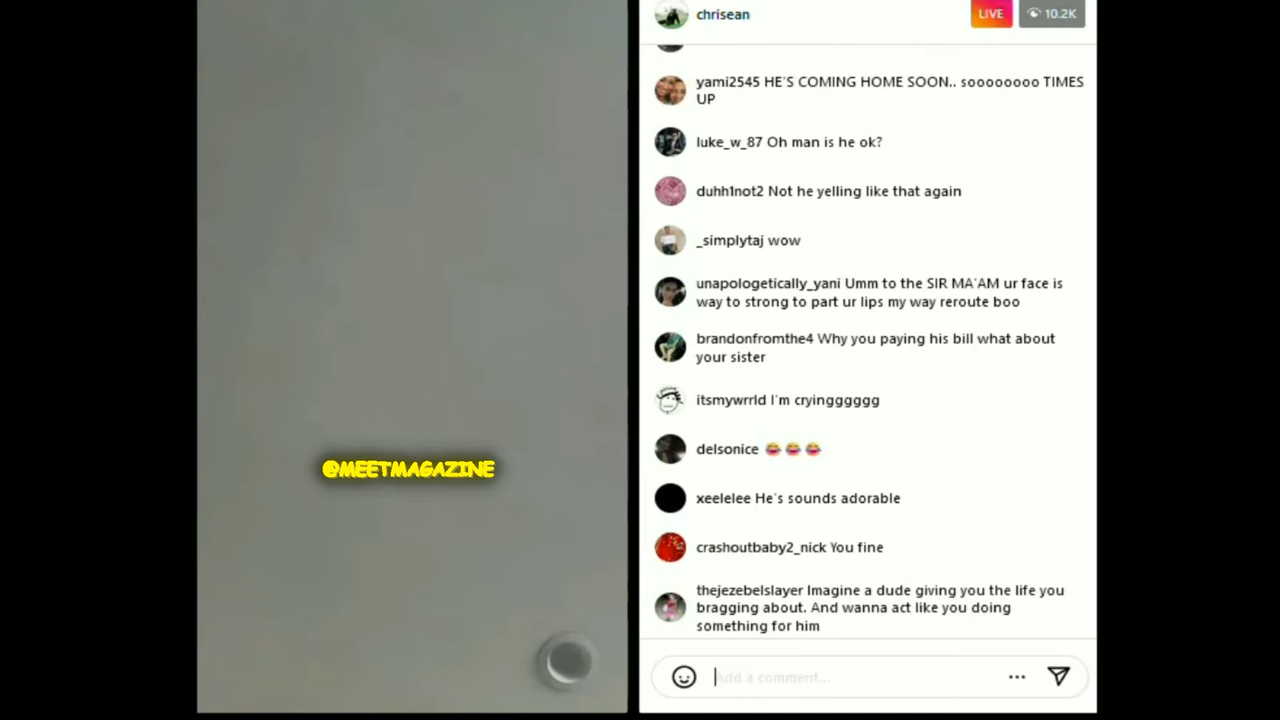 @MEETMAGAZINE
chrisean
LIVE
10.2K
yami2545 HE'S COMING HOME SOON.. soooooooo TIMES
UP
luke_w_87 Oh man is he ok?
duhh1not2 Not he yelling like that again
_simplytaj wow
unapologetically_yani Umm to the SIR MA'AM ur face is
way to strong to part ur lips my way reroute boo
brandonfromthe4 Why you paying his bill what about
your sister
itsmywrrld I'm cryingggggg
delsonice 😂😂😂
xeelelee He's sounds adorable
crashoutbaby2_nick You fine
thejezebelslayer Imagine a dude giving you the life you
bragging about. And wanna act like you doing
something for him
Add a comment...